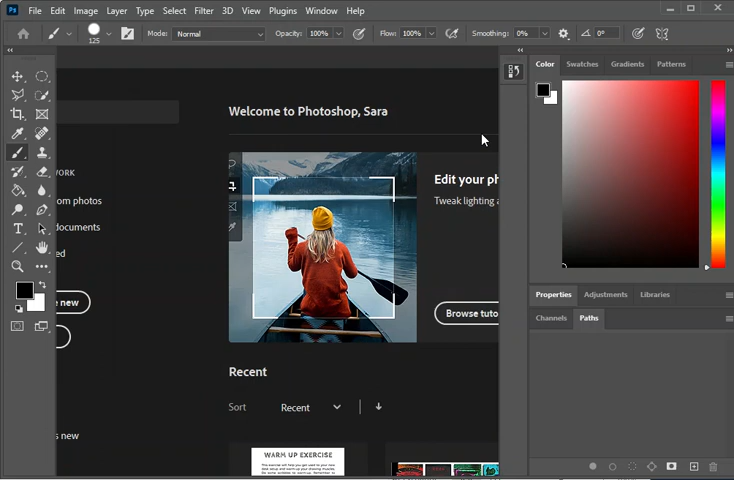 Ps File Edit Image Layer Type Select Filter 3D View Plugins Window Help
125 Mode: Normal Opacity: 100% Flow: 100% Smoothing: 0% 0°
Color Swatches Gradients Patterns
Welcome to Photoshop, Sara
WORK
om photos
documents
ed
e new
s new
Edit your ph
Tweak lighting a
Browse tuto
Recent
Sort Recent
WARM UP EXERCISE
Properties Adjustments Libraries
Channels Paths